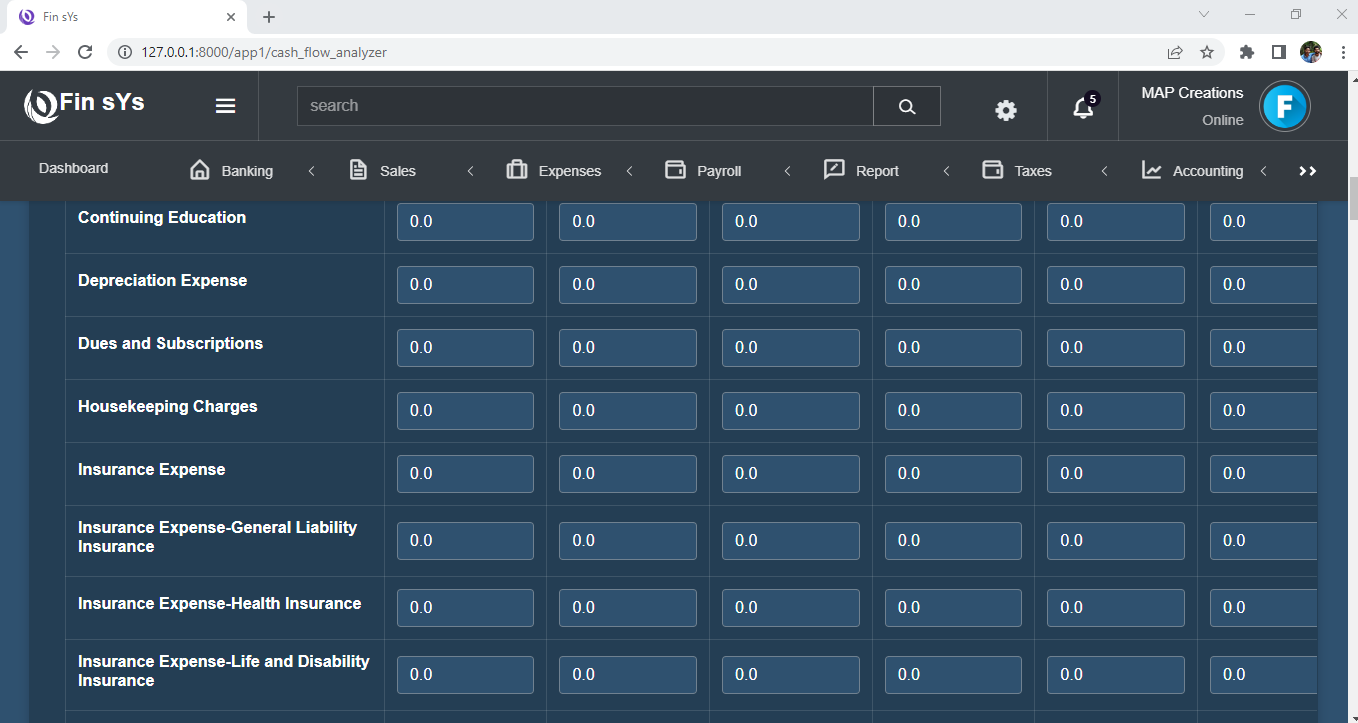 Fin sYs
127.0.0.1:8000/app1/cash_flow_analyzer
Fin sYs
search
5
MAP Creations
Online
F
Dashboard Banking Sales Expenses Payroll Report Taxes Accounting
Continuing Education 0.0 0.0 0.0 0.0 0.0 0.0
Depreciation Expense 0.0 0.0 0.0 0.0 0.0 0.0
Dues and Subscriptions 0.0 0.0 0.0 0.0 0.0 0.0
Housekeeping Charges 0.0 0.0 0.0 0.0 0.0 0.0
Insurance Expense 0.0 0.0 0.0 0.0 0.0 0.0
Insurance Expense-General Liability
Insurance 0.0 0.0 0.0 0.0 0.0 0.0
Insurance Expense-Health Insurance 0.0 0.0 0.0 0.0 0.0 0.0
Insurance Expense-Life and Disability
Insurance 0.0 0.0 0.0 0.0 0.0 0.0